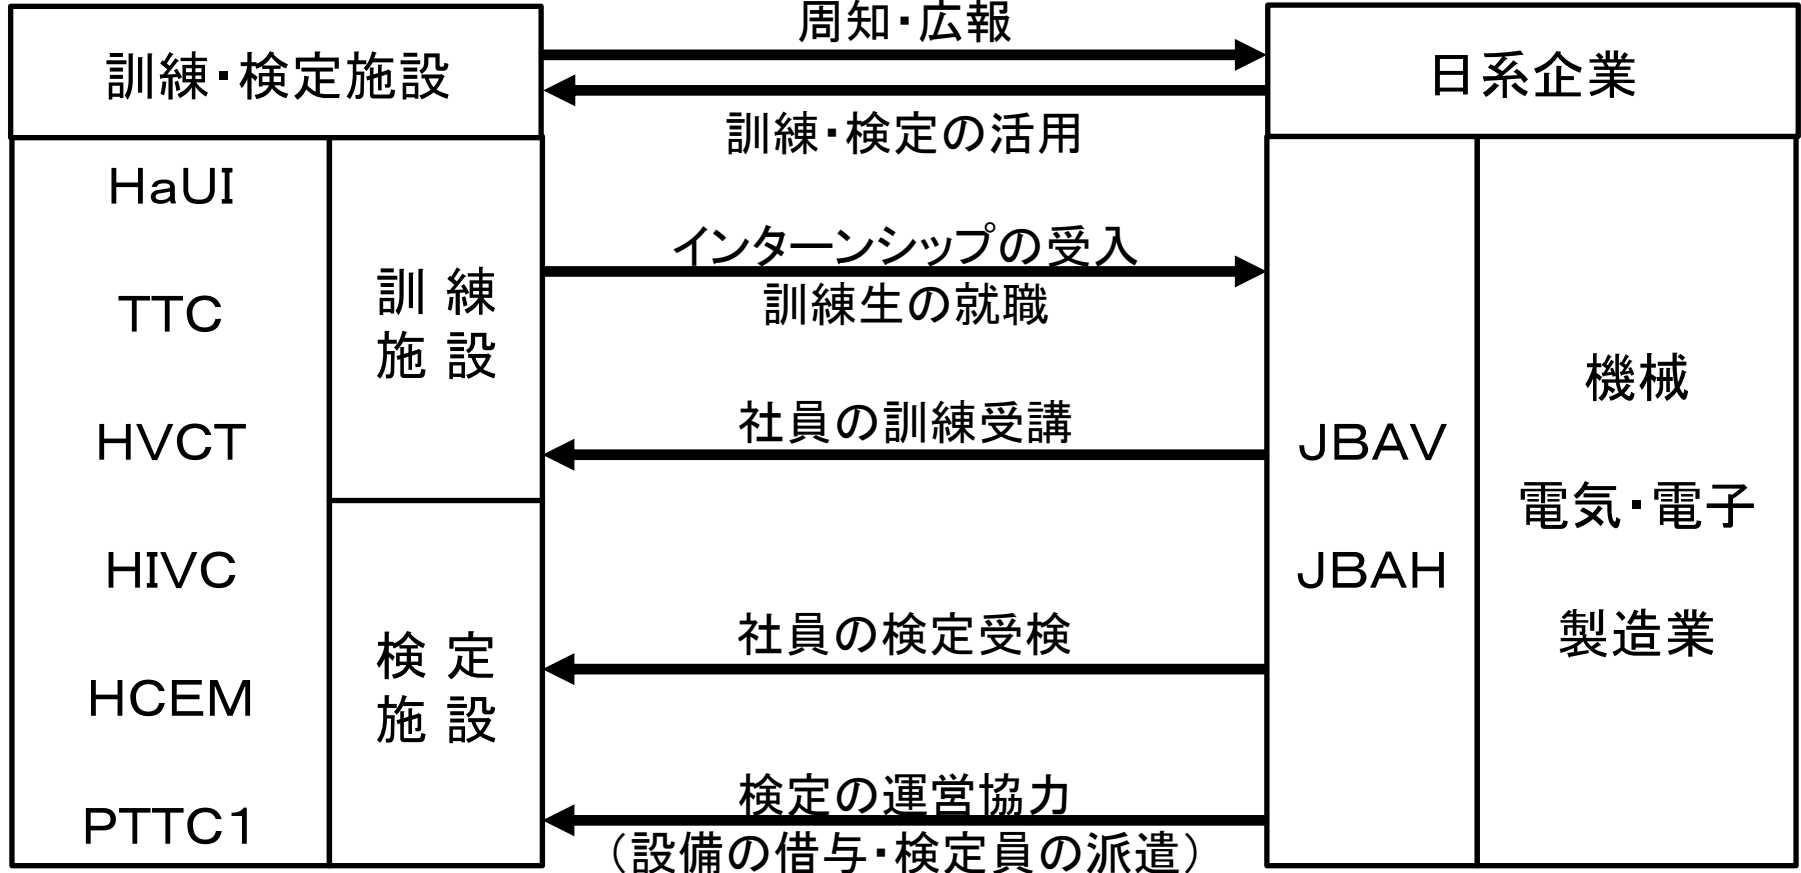 訓練・検定施設
HaUI
TTC
HVCT
HIVC
HCEM
PTTC1
訓練
施設
検定
施設
周知・広報
訓練・検定の活用
インターンシップの受入
訓練生の就職
社員の訓練受講
社員の検定受検
検定の運営協力
（設備の借与・検定員の派遣）
日系企業
JBAV
JBAH
機械
電気・電子
製造業